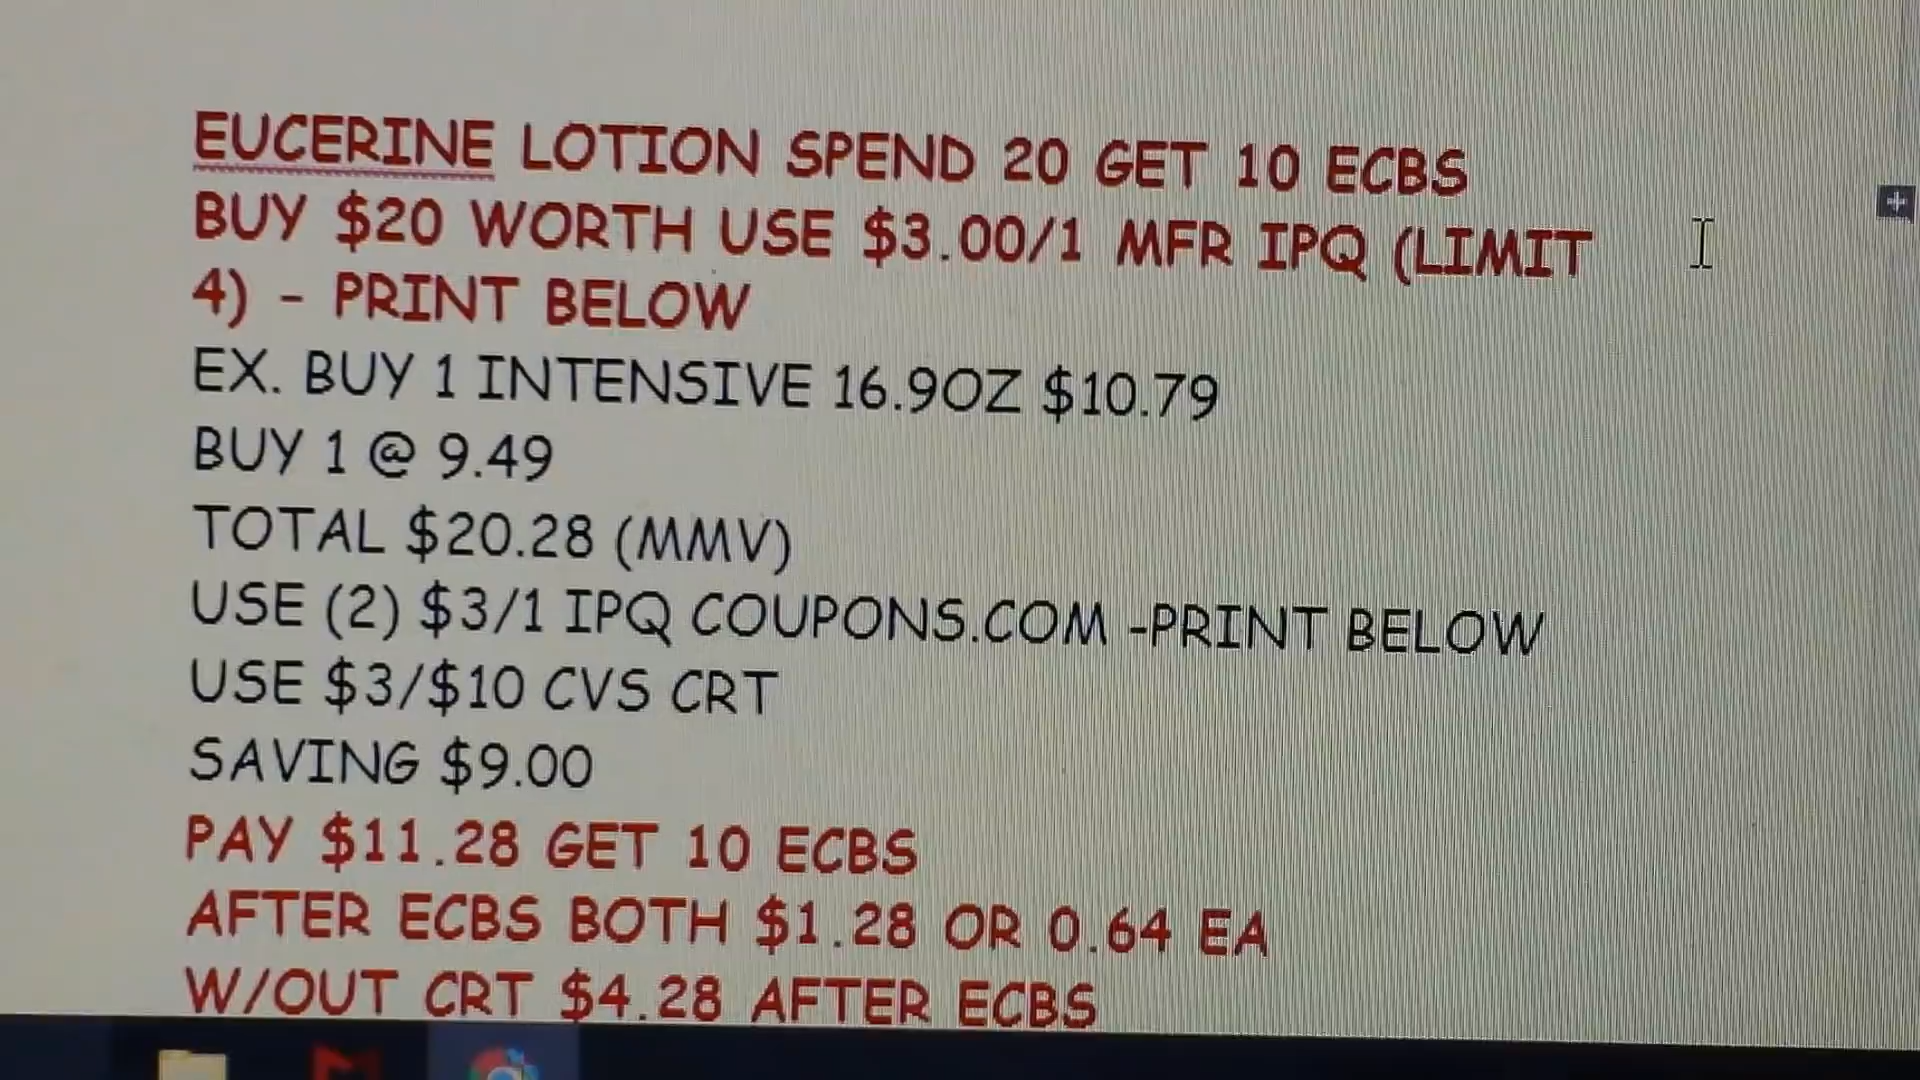 EUCERINE LOTION SPEND 20 GET 10 ECBS
BUY $20 WORTH USE $3.00/1 MFR IPQ (LIMIT
4) - PRINT BELOW
EX. BUY 1 INTENSIVE 16.9OZ $10.79
BUY 1 @ 9.49
TOTAL $20.28 (MMV)
USE (2) $3/1 IPQ COUPONS.COM -PRINT BELOW
USE $3/$10 CVS CRT
SAVING $9.00
PAY $11.28 GET 10 ECBS
AFTER ECBS BOTH $1.28 OR 0.64 EA
W/OUT CRT $4.28 AFTER ECBS